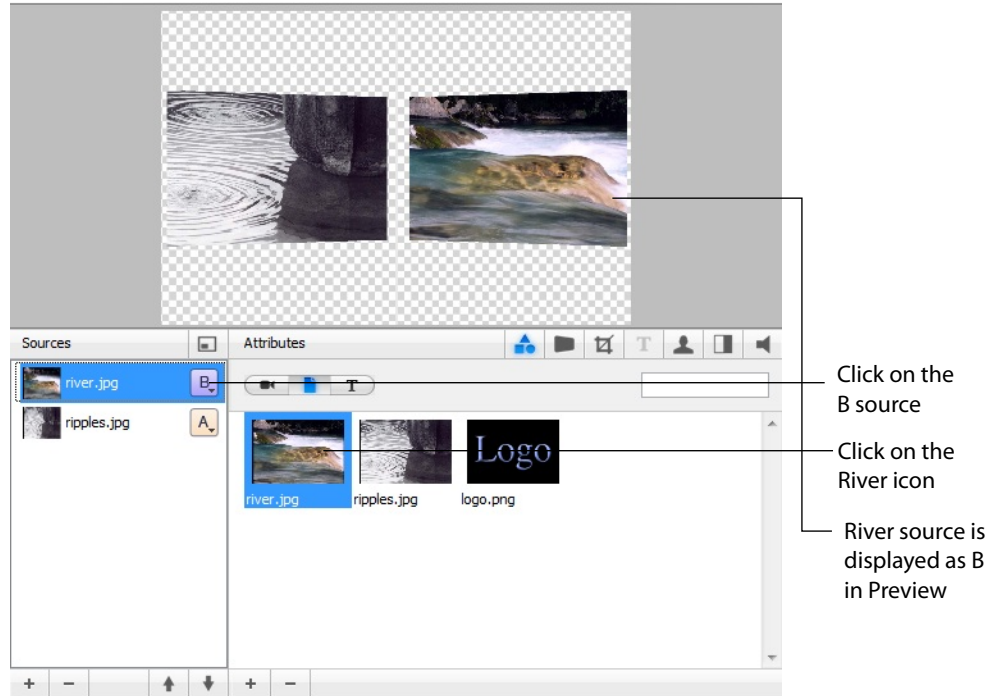 Sources
Attributes
T
river.jpg
B
T
ripples.jpg
A
Logo
river.jpg
ripples.jpg
logo.png
Click on the
B source
Click on the
River icon
River source is
displayed as B
in Preview